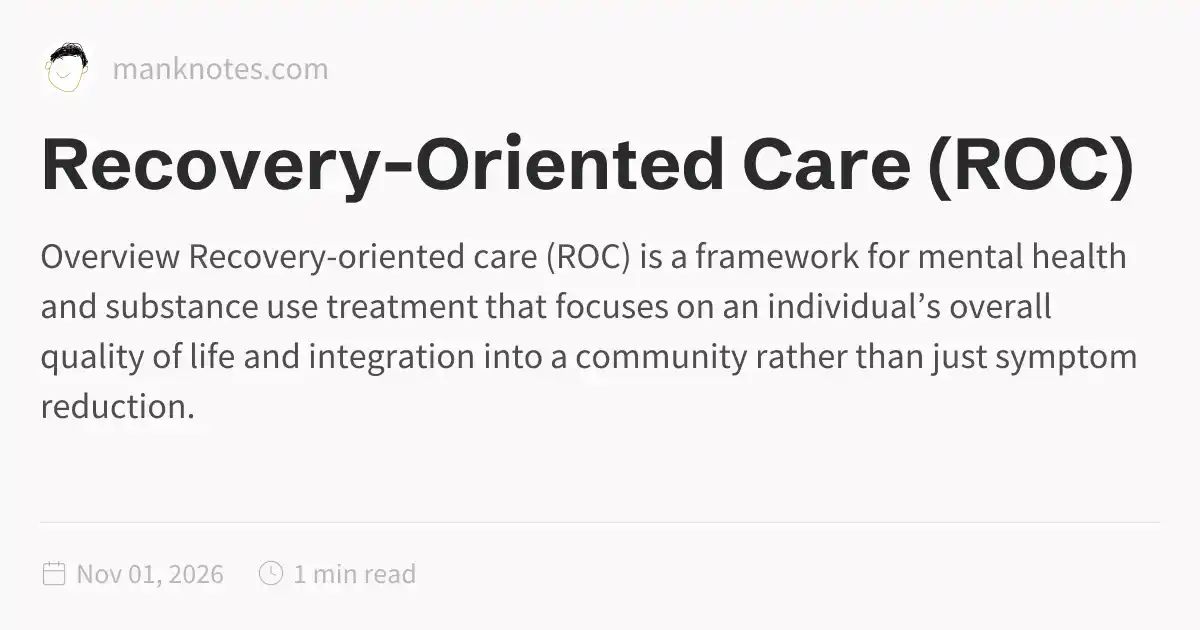 manknotes.com
Recovery-Oriented Care (ROC)
Overview Recovery-oriented care (ROC) is a framework for mental health
and substance use treatment that focuses on an individual’s overall
quality of life and integration into a community rather than just symptom
reduction.
Nov 01, 2026 1 min read